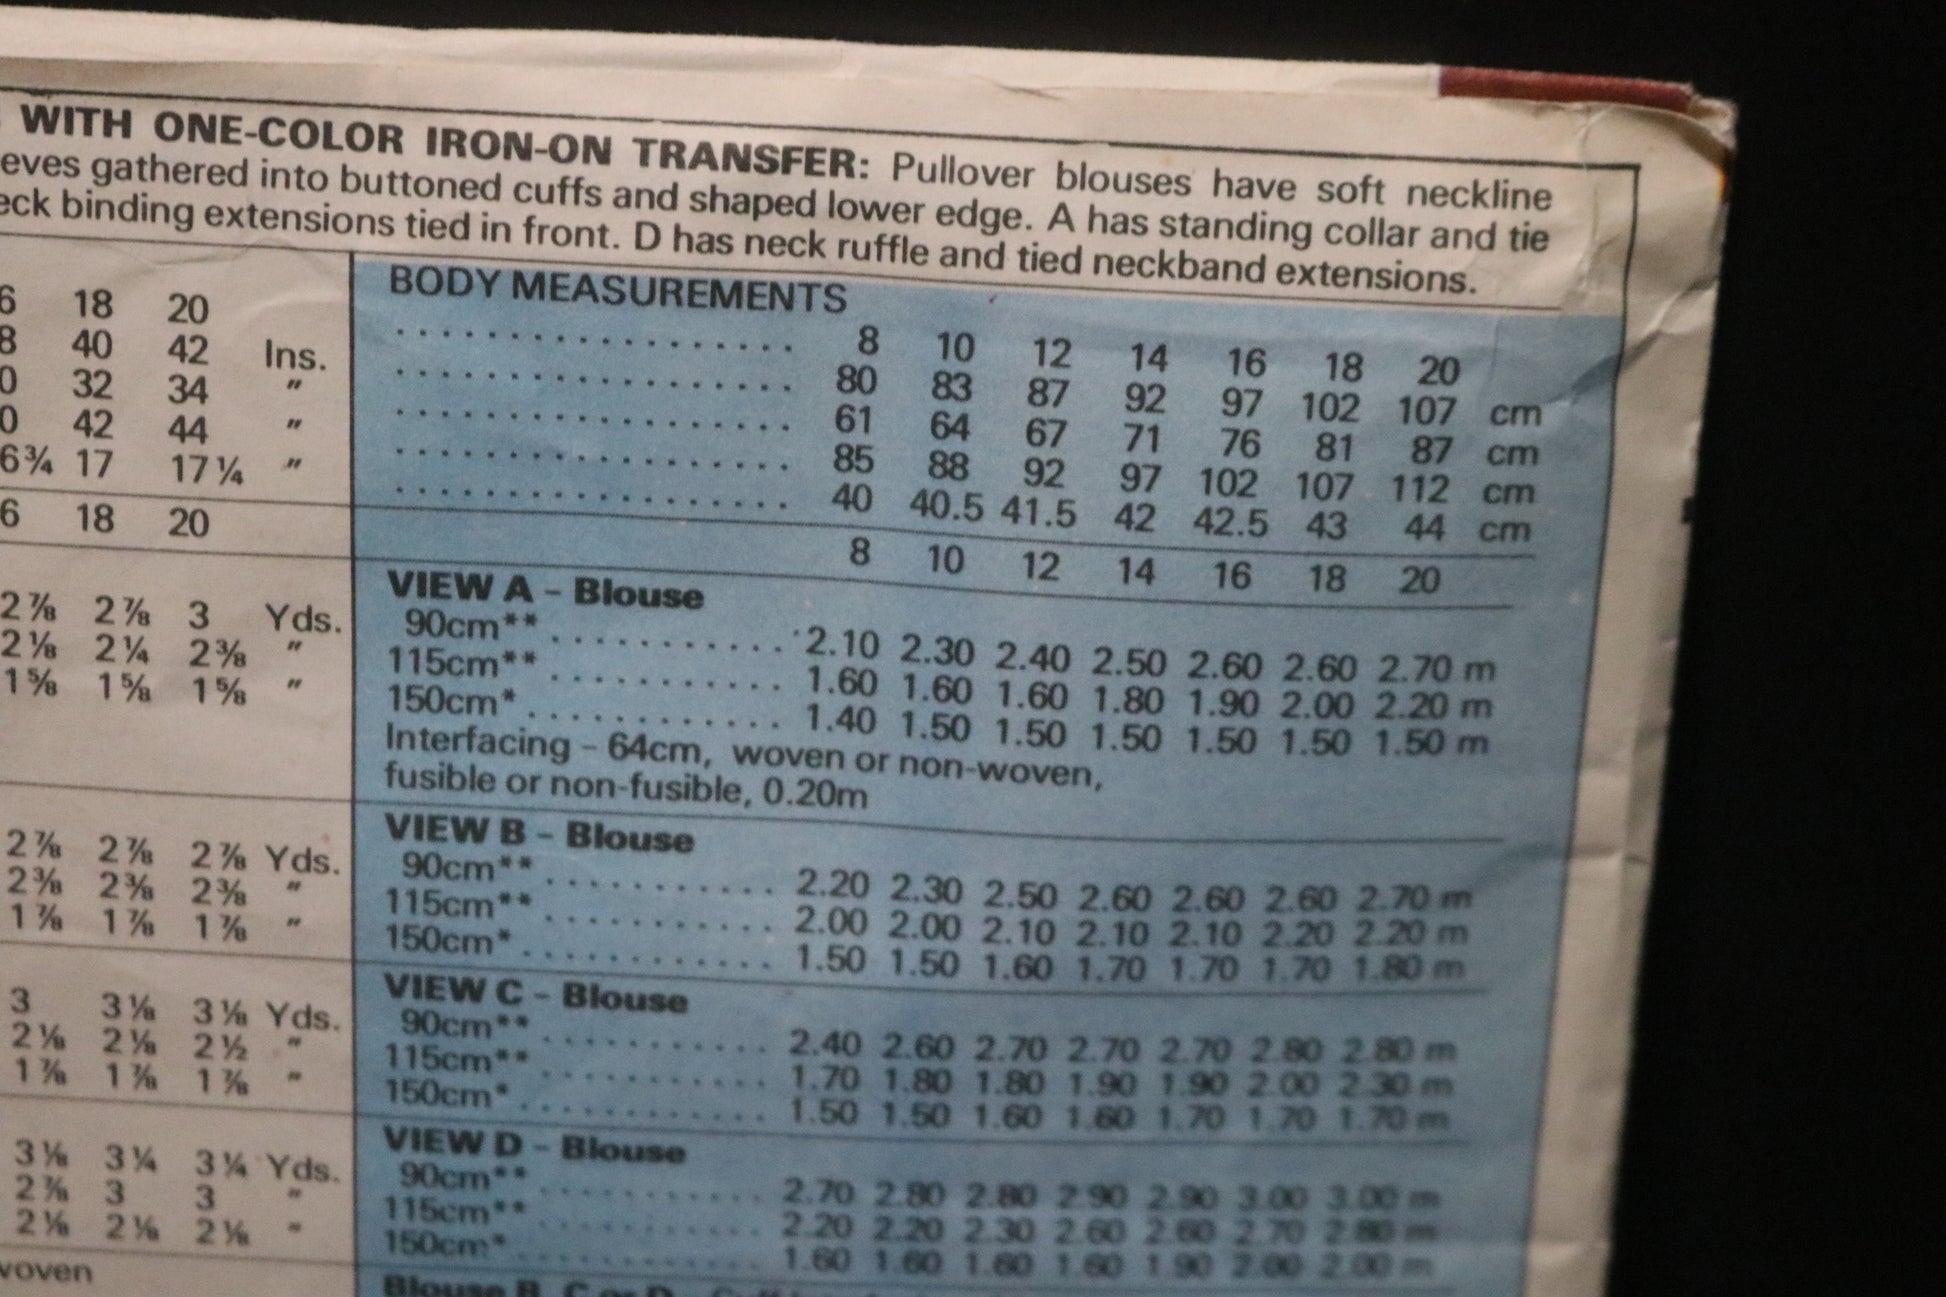 WITH ONE-COLOR IRON-ON TRANSFER: Pullover blouses have soft neckline
eves gathered into buttoned cuffs and shaped lower edge. A has standing collar and tie
eck binding extensions tied in front. D has neck ruffle and tied neckband extensions.
6 18 20
8 40 42 Ins.
0 32 34 "
0 42 44 "
6¾ 17 17¼ "
6 18 20
2⅞ 2⅞ 3 Yds.
2⅛ 2¼ 2⅜ "
1⅝ 1⅝ 1⅝ "
2⅞ 2⅞ 2⅞ Yds.
2⅜ 2⅜ 2⅜ "
1⅞ 1⅞ 1⅞ "
3 3⅛ 3⅛ Yds.
2⅛ 2⅛ 2½ "
1⅞ 1⅞ 1⅞ "
3⅛ 3¼ 3¼ Yds.
2⅞ 3 3 "
2⅛ 2⅛ 2⅛ "
woven
BODY MEASUREMENTS
8 10 12 14 16 18 20
80 83 87 92 97 102 107 cm
61 64 67 71 76 81 87 cm
85 88 92 97 102 107 112 cm
40 40.5 41.5 42 42.5 43 44 cm
8 10 12 14 16 18 20
VIEW A – Blouse
90cm** 2.10 2.30 2.40 2.50 2.60 2.60 2.70 m
115cm** 1.60 1.60 1.60 1.80 1.90 2.00 2.20 m
150cm* 1.40 1.50 1.50 1.50 1.50 1.50 1.50 m
Interfacing – 64cm, woven or non-woven,
fusible or non-fusible, 0.20m
VIEW B – Blouse
90cm** 2.20 2.30 2.50 2.60 2.60 2.60 2.70 m
115cm** 2.00 2.00 2.10 2.10 2.10 2.20 2.20 m
150cm* 1.50 1.50 1.60 1.70 1.70 1.70 1.80 m
VIEW C – Blouse
90cm** 2.40 2.60 2.70 2.70 2.70 2.80 2.80 m
115cm** 1.70 1.80 1.80 1.90 1.90 2.00 2.30 m
150cm* 1.50 1.50 1.60 1.60 1.70 1.70 1.70 m
VIEW D – Blouse
90cm** 2.70 2.80 2.80 2.90 2.90 3.00 3.00 m
115cm** 2.20 2.20 2.30 2.60 2.60 2.70 2.80 m
150cm* 1.60 1.60 1.60 1.60 1.90 2.00 2.00 m
Blouse B, C or D